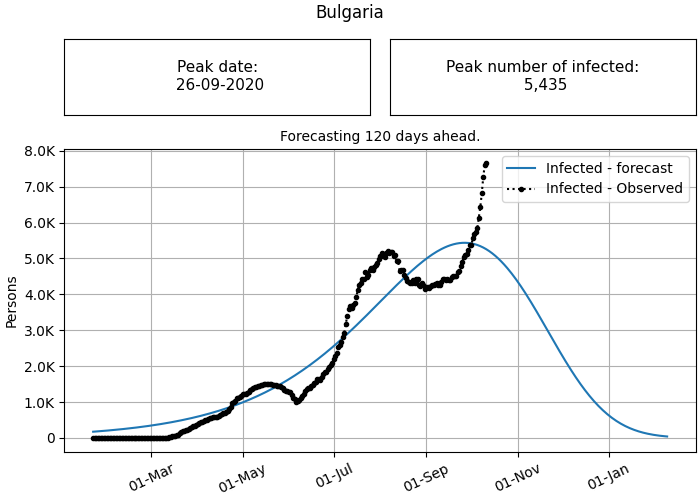 Bulgaria
Peak date:
26-09-2020
Peak number of infected:
5,435
Forecasting 120 days ahead.
8.0K
7.0K
6.0K
5.0K
4.0K
3.0K
2.0K
1.0K
0
Persons
Infected - forecast
Infected - Observed
01-Mar
01-May
01-Jul
01-Sep
01-Nov
01-Jan